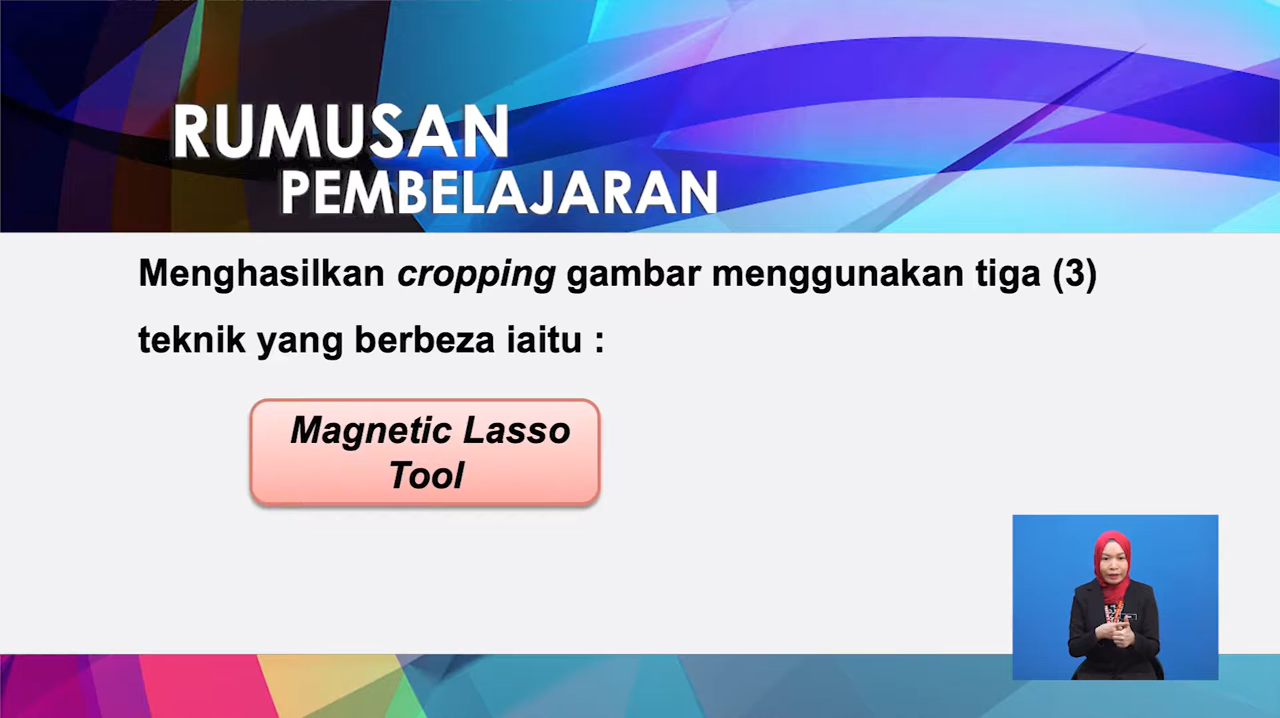 RUMUSAN
PEMBELAJARAN
Menghasilkan cropping gambar menggunakan tiga (3)
teknik yang berbeza iaitu :
Magnetic Lasso
Tool